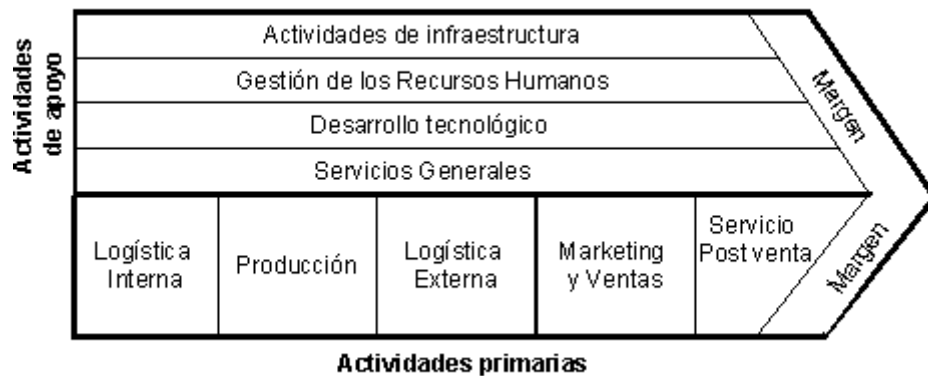 Actividades
de apoyo
Actividades de infraestructura
Gestión de los Recursos Humanos
Desarrollo tecnológico
Servicios Generales
Margen
Logística
Interna
Producción
Logística
Externa
Marketing
y Ventas
Servicio
Post venta
Margen
Actividades primarias